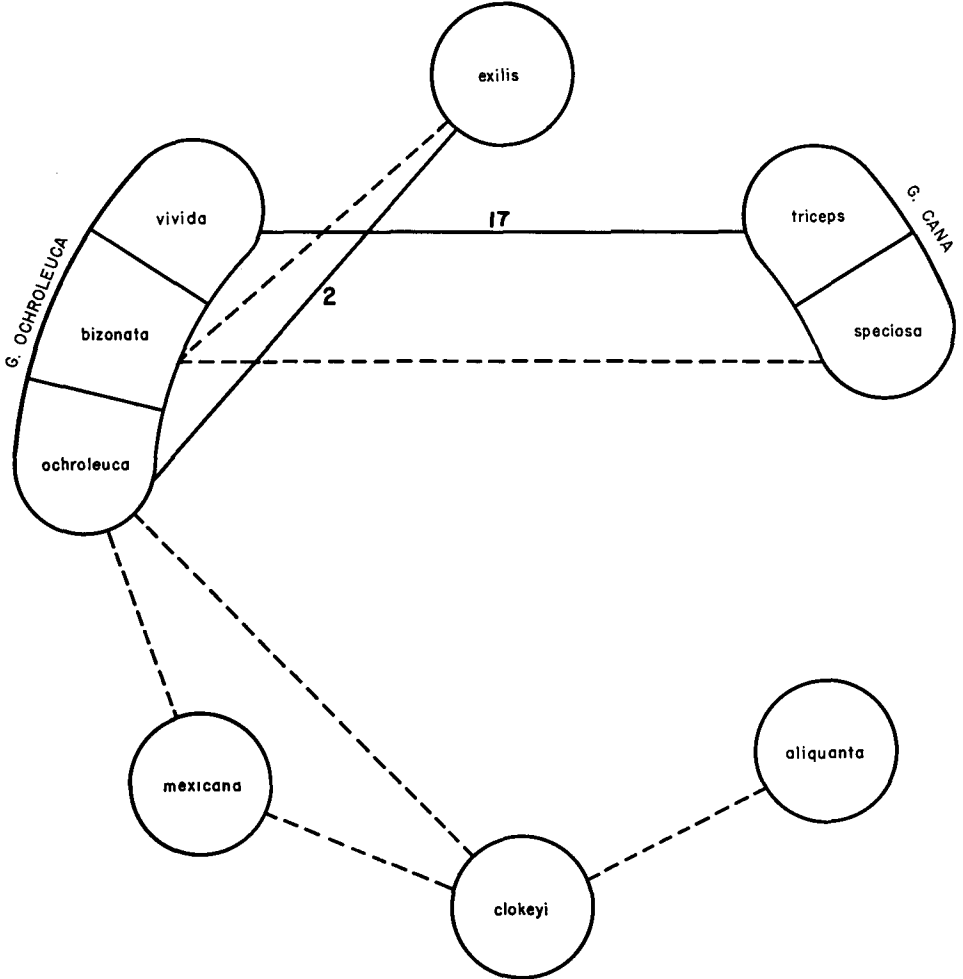 exilis
vivida
17
triceps
G. CANA
G. OCHROLEUCA
2
bizonata
speciosa
ochroleuca
mexicana
aliquanta
clokeyi